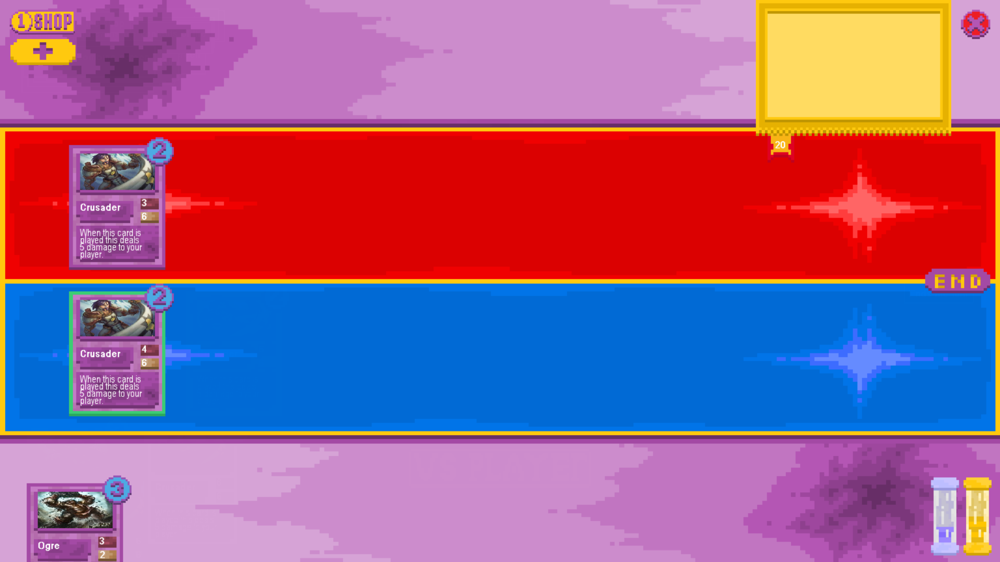 1 SHOP
+
20
2
Crusader
3
6
When this card is
played this deals
5 damage to your
player.
END
2
Crusader
4
6
When this card is
played this deals
5 damage to your
player.
3
Ogre
3
2